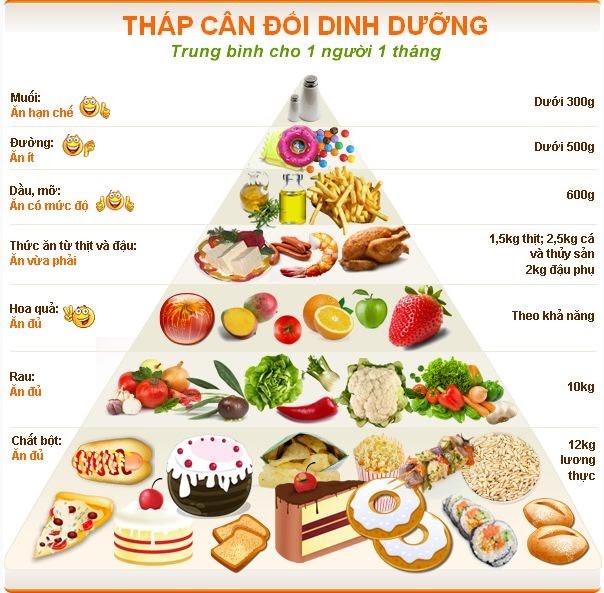 THÁP CÂN ĐỐI DINH DƯỠNG
Trung bình cho 1 người 1 tháng
Muối:
Ăn hạn chế
Dưới 300g
Đường:
Ăn ít
Dưới 500g
Dầu, mỡ:
Ăn có mức độ
600g
Thức ăn từ thịt và đậu:
Ăn vừa phải
1,5kg thịt; 2,5kg cá
và thủy sản
2kg đậu phụ
Hoa quả:
Ăn đủ
Theo khả năng
Rau:
Ăn đủ
10kg
Chất bột:
Ăn đủ
12kg
lương
thực